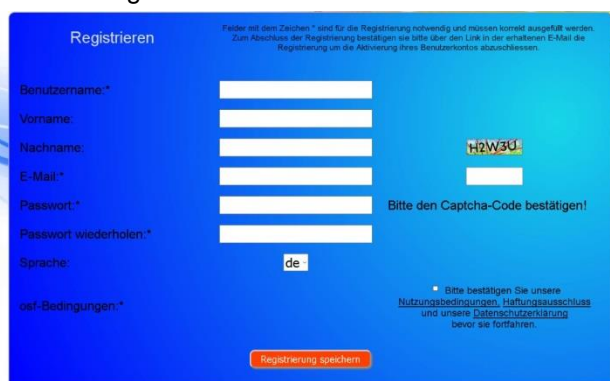 Registrieren
Felder mit dem Zeichen * sind für die Registrierung notwendig und müssen korrekt ausgefüllt werden.
Zum Abschluss der Registrierung bestätigen sie bitte über den Link in der erhaltenen E-Mail die
Registrierung um die Aktivierung ihres Benutzerkontos abzuschliessen.
Benutzername:*
Vorname:
Nachname:
H2W3U
E-Mail:*
Passwort:*
Bitte den Captcha-Code bestätigen!
Passwort wiederholen:*
Sprache:
de
osf-Bedingungen:*
Bitte bestätigen Sie unsere
Nutzungsbedingungen, Haftungsausschluss
und unsere Datenschutzerklärung
bevor sie fortfahren.
Registrierung speichern